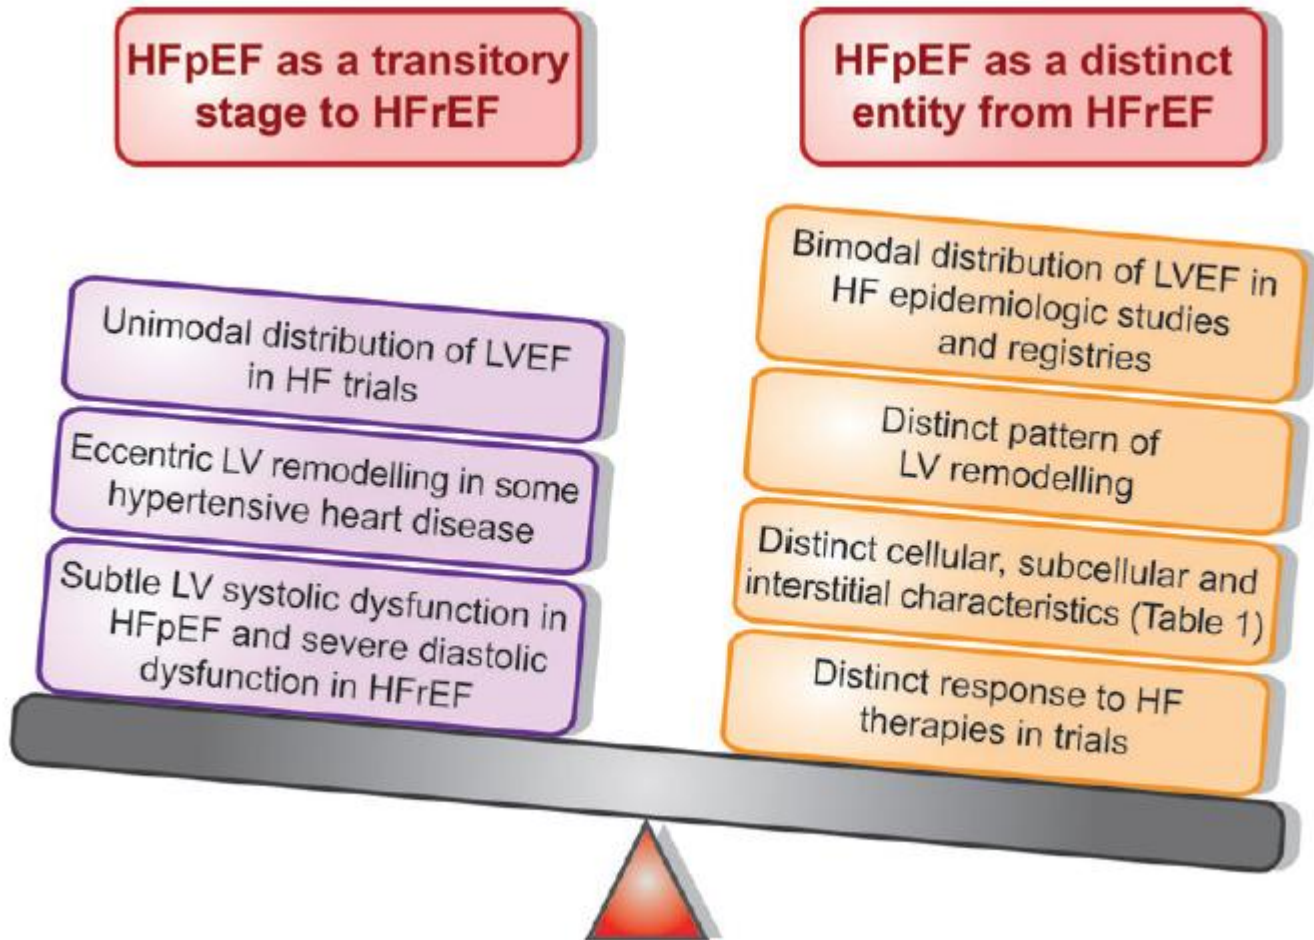 HFpEF as a transitory
stage to HFrEF
HFpEF as a distinct
entity from HFrEF
Unimodal distribution of LVEF
in HF trials
Eccentric LV remodelling in some
hypertensive heart disease
Subtle LV systolic dysfunction in
HFpEF and severe diastolic
dysfunction in HFrEF
Bimodal distribution of LVEF in
HF epidemiologic studies
and registries
Distinct pattern of
LV remodelling
Distinct cellular, subcellular and
interstitial characteristics (Table 1)
Distinct response to HF
therapies in trials